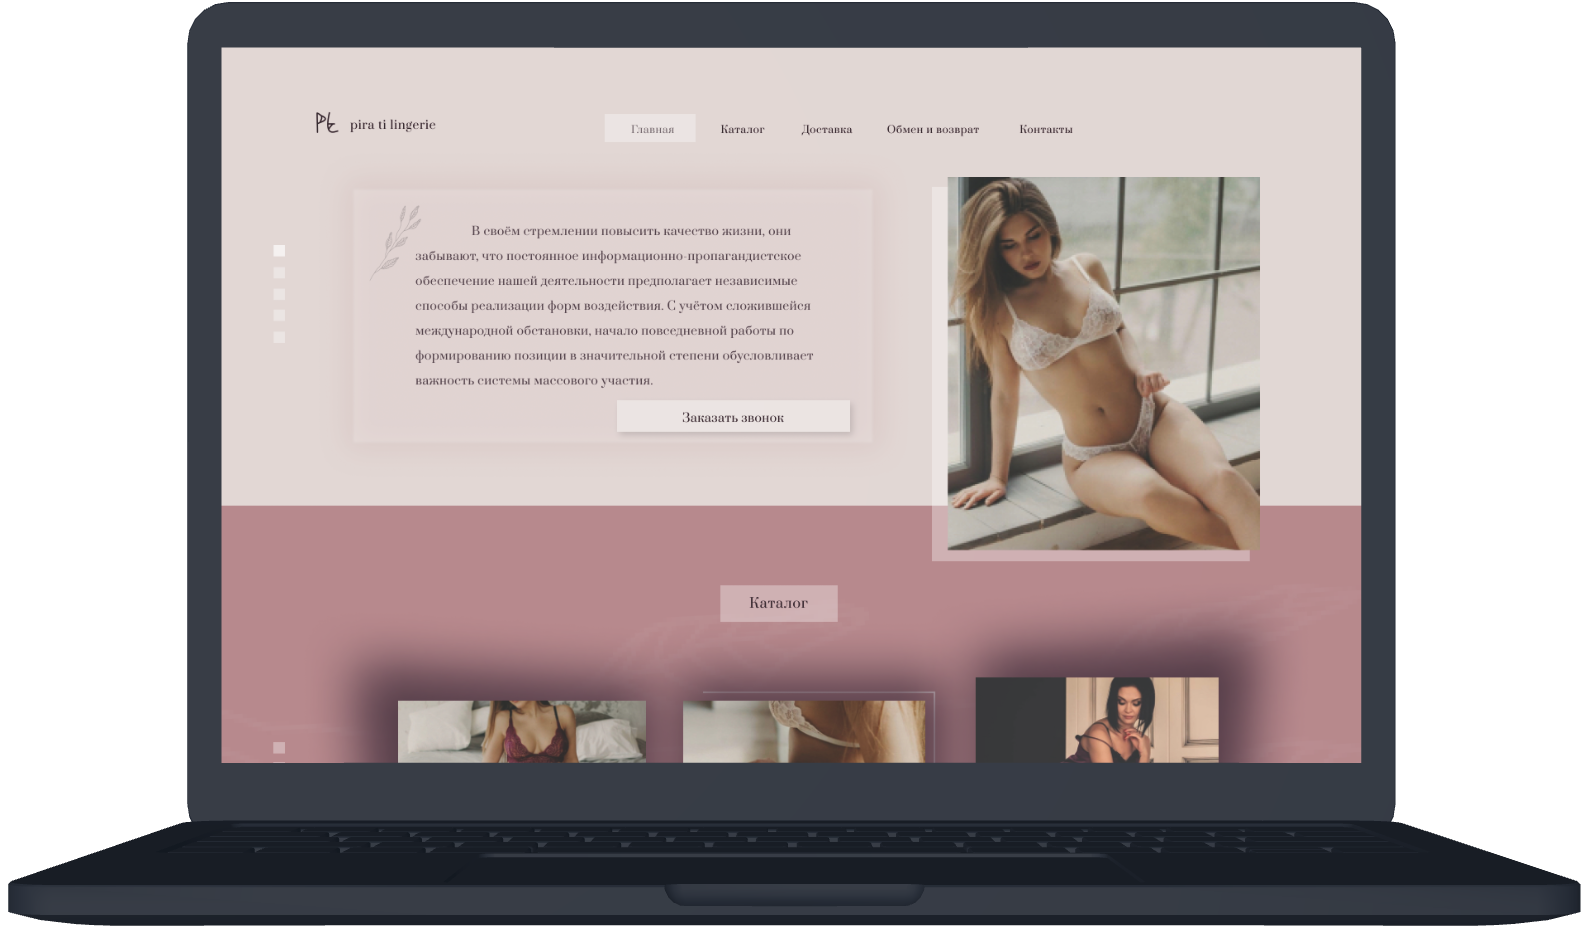 pira ti lingerie
Главная Каталог Доставка Обмен и возврат Контакты
В своём стремлении повысить качество жизни, они
забывают, что постоянное информационно-пропагандистское
обеспечение нашей деятельности предполагает независимые
способы реализации форм воздействия. С учётом сложившейся
международной обстановки, начало повседневной работы по
формированию позиции в значительной степени обусловливает
важность системы массового участия.
Заказать звонок
Каталог